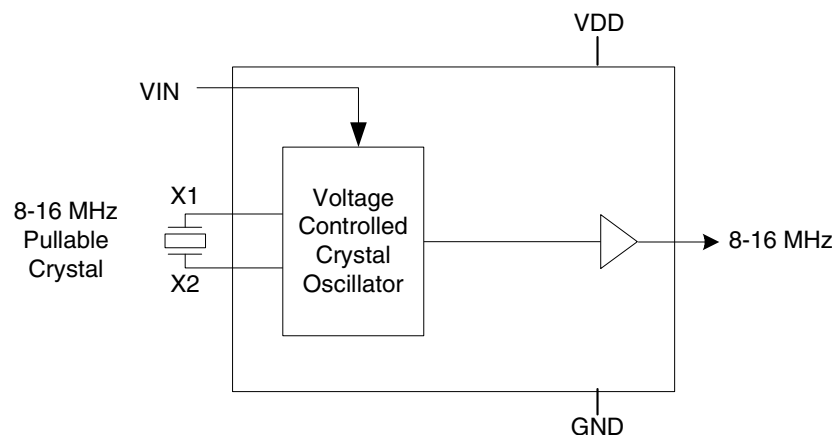 VDD
VIN
X1
8-16 MHz
Pullable
Crystal
X2
Voltage
Controlled
Crystal
Oscillator
8-16 MHz
GND